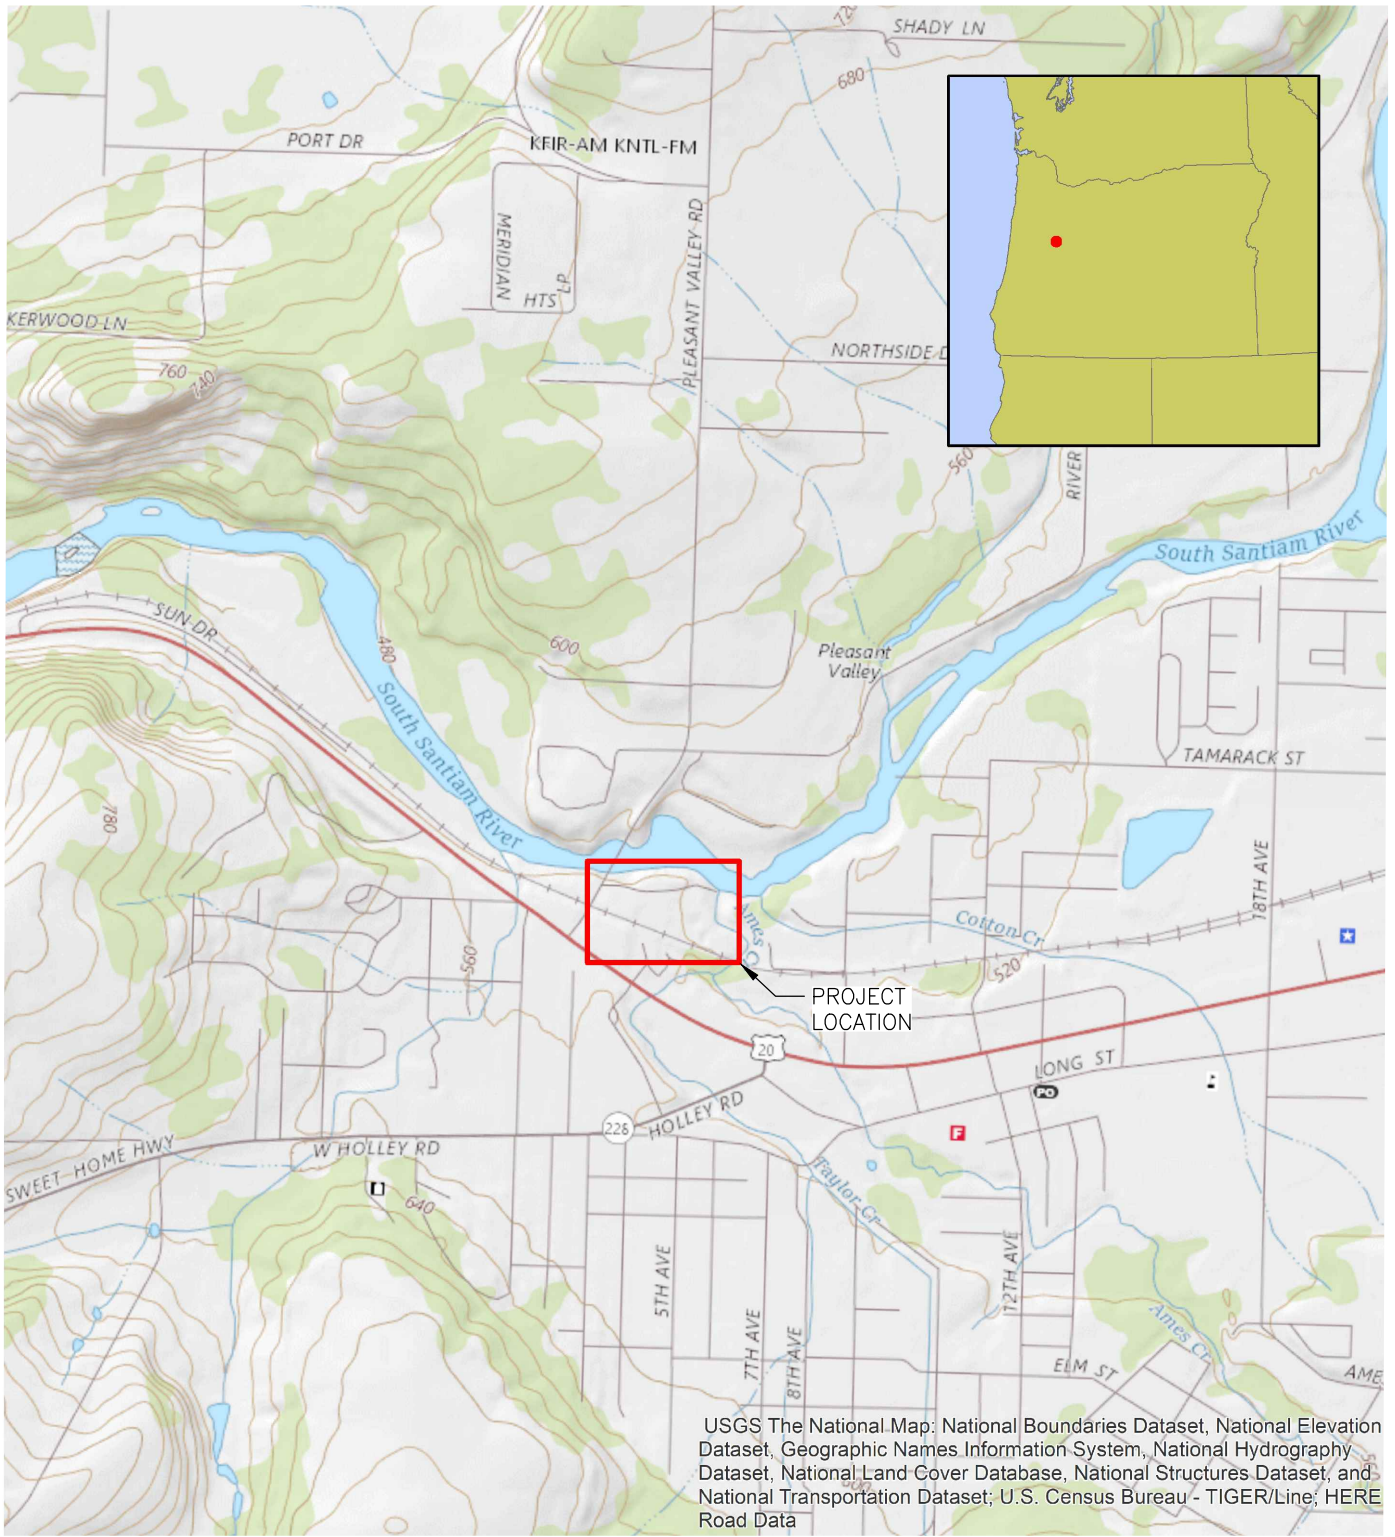 SHADY LN
720
680
PORT DR
KFIR-AM KNTL-FM
MERIDIAN
HTS
LP
PLEASANT VALLEY RD
KERWOOD LN
760
740
NORTHSIDE D
560
RIVER
South Santiam River
SUN DR
480
600
Pleasant
Valley
South Santiam River
TAMARACK ST
780
18TH AVE
Ames C
Cotton Cr
560
520
PROJECT
LOCATION
20
LONG ST
PO
228
HOLLEY RD
F
W HOLLEY RD
SWEET HOME HWY
640
Taylor Cr
5TH AVE
12TH AVE
7TH AVE
8TH AVE
Ames Cr
ELM ST
AME
USGS The National Map: National Boundaries Dataset, National Elevation
Dataset, Geographic Names Information System, National Hydrography
Dataset, National Land Cover Database, National Structures Dataset, and
National Transportation Dataset; U.S. Census Bureau - TIGER/Line; HERE
Road Data